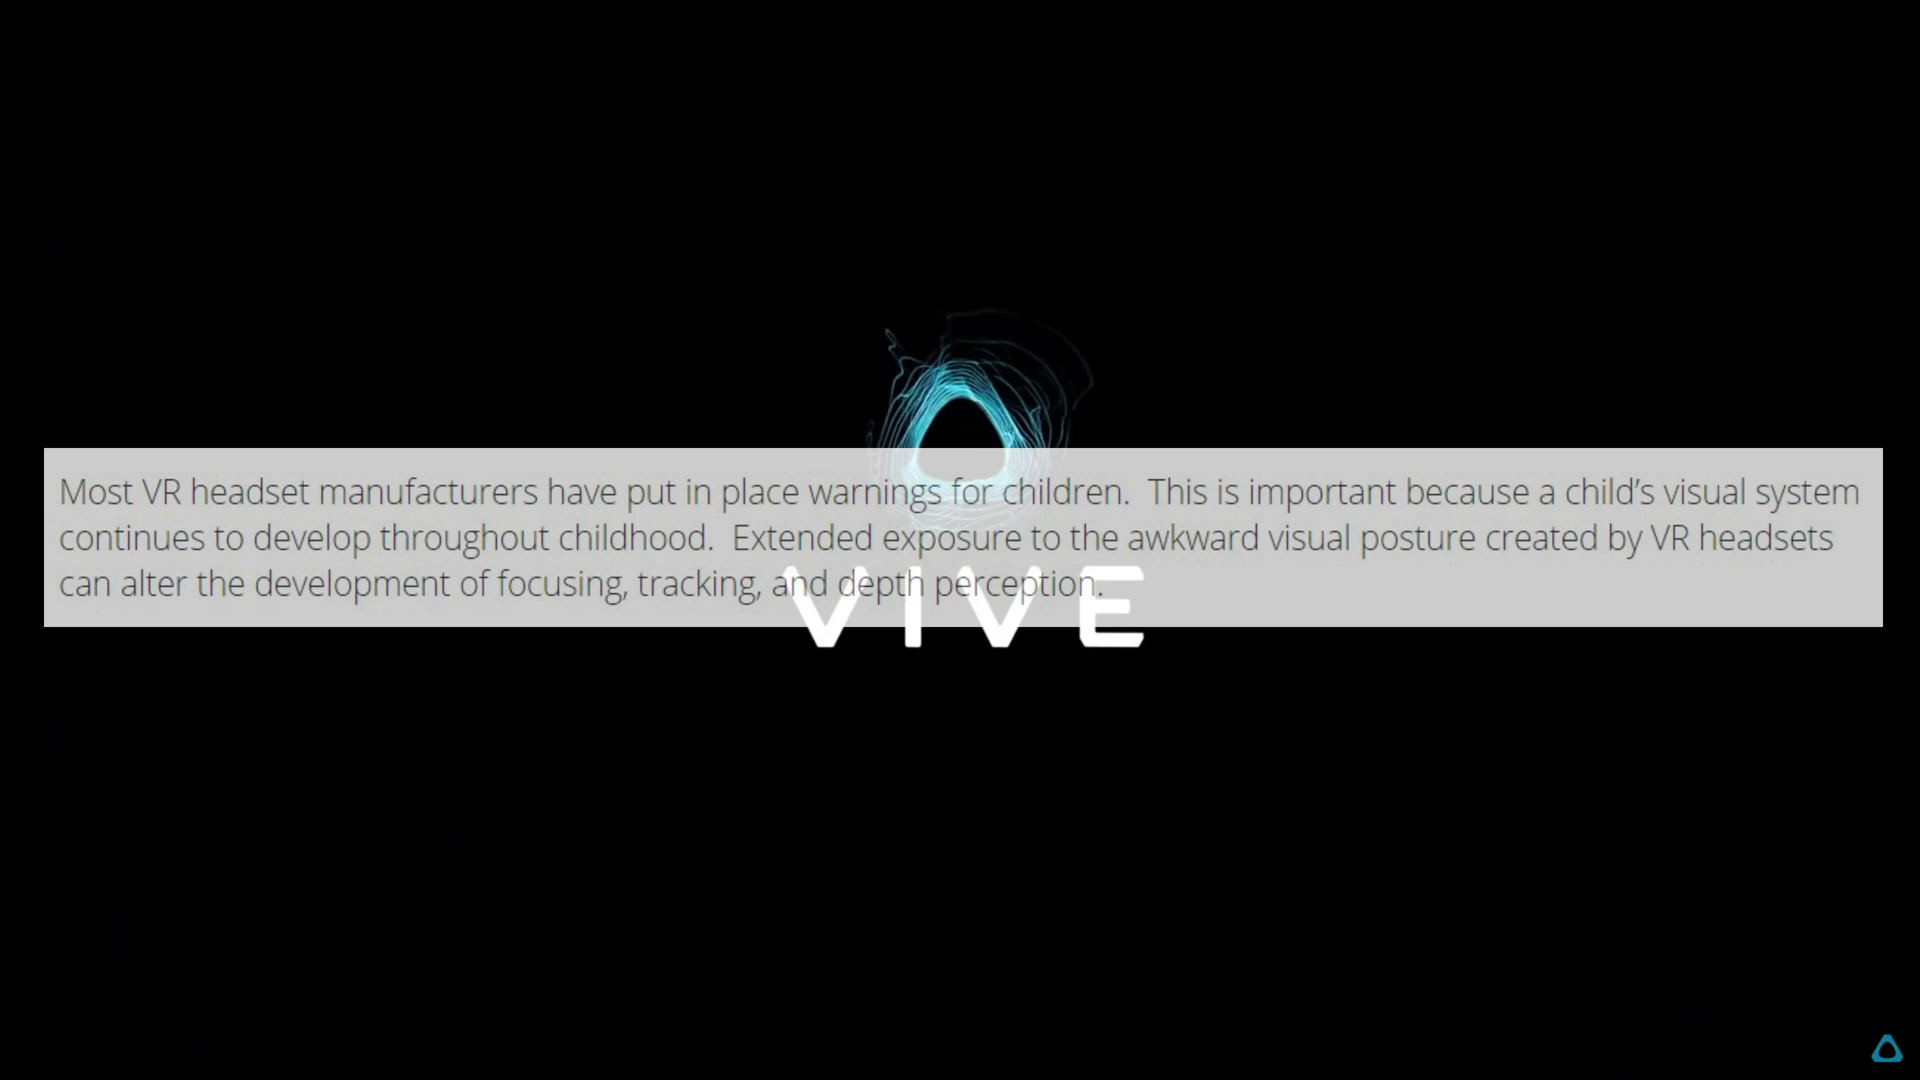 Most VR headset manufacturers have put in place warnings for children.  This is important because a child’s visual system
continues to develop throughout childhood.  Extended exposure to the awkward visual posture created by VR headsets
can alter the development of focusing, tracking, and depth perception.
VIVE